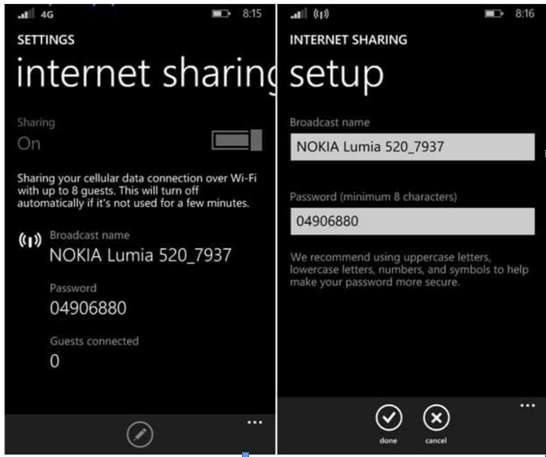 4G 8:15
SETTINGS
internet sharing
Sharing
On
Sharing your cellular data connection over Wi-Fi
with up to 8 guests. This will turn off
automatically if it's not used for a few minutes.
Broadcast name
NOKIA Lumia 520_7937
Password
04906880
Guests connected
0
8:16
INTERNET SHARING
setup
Broadcast name
NOKIA Lumia 520_7937
Password (minimum 8 characters)
04906880
We recommend using uppercase letters,
lowercase letters, numbers, and symbols to help
make your password more secure.
done cancel